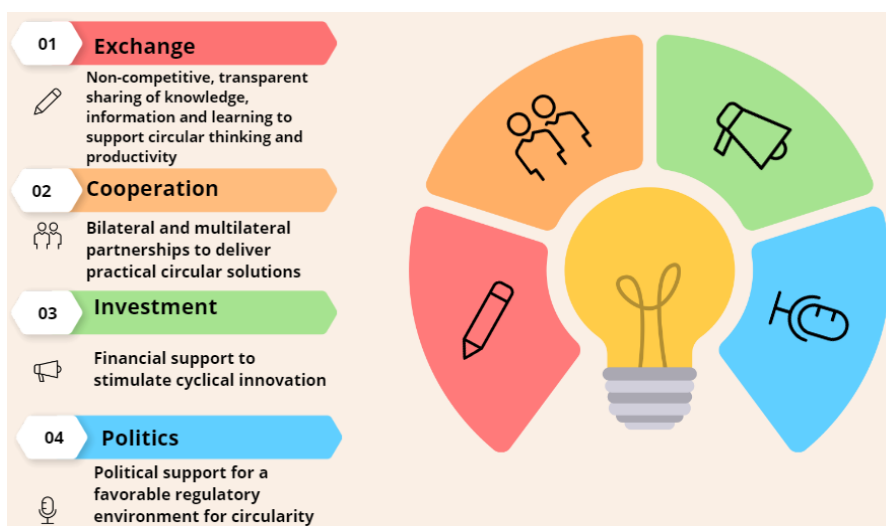 01
Exchange
Non-competitive, transparent
sharing of knowledge,
information and learning to
support circular thinking and
productivity
02
Cooperation
Bilateral and multilateral
partnerships to deliver
practical circular solutions
03
Investment
Financial support to
stimulate cyclical innovation
04
Politics
Political support for a
favorable regulatory
environment for circularity